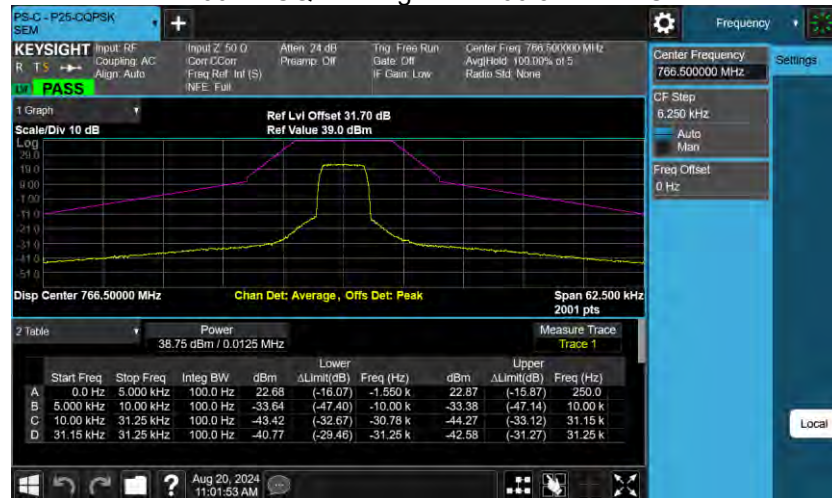 PS-C - P25-CQPSK
SEM
Frequency
KEYSIGHT
R T S
LW PASS
Input: RF
Coupling: AC
Align: Auto
Input Z: 50 Ω
Corr CCorr
Freq Ref: Int (S)
NFE: Full
Atten: 24 dB
Preamp: Off
Trig: Free Run
Gate: Off
IF Gain: Low
Center Freq: 766.500000 MHz
Avg|Hold: 100.00% of 5
Radio Std: None
Center Frequency
766.500000 MHz
Settings
CF Step
6.250 kHz
Auto
Man
Freq Offset
0 Hz
1 Graph
Scale/Div 10 dB
Ref Lvl Offset 31.70 dB
Ref Value 39.0 dBm
Log
29.0
19.0
9.00
-1.00
-11.0
-21.0
-31.0
-41.0
-51.0
Disp Center 766.50000 MHz
Chan Det: Average, Offs Det: Peak
Span 62.500 kHz
2001 pts
2 Table
Power
38.75 dBm / 0.0125 MHz
Measure Trace
Trace 1
Lower Upper
Start Freq Stop Freq Integ BW dBm ΔLimit(dB) Freq (Hz) dBm ΔLimit(dB) Freq (Hz)
A 0.0 Hz 5.000 kHz 100.0 Hz 22.68 (-16.07) -1.550 k 22.87 (-15.87) 250.0
B 5.000 kHz 10.00 kHz 100.0 Hz -33.64 (-47.40) -10.00 k -33.38 (-47.14) 10.00 k
C 10.00 kHz 31.25 kHz 100.0 Hz -43.42 (-32.67) -30.78 k -44.27 (-33.12) 31.15 k
D 31.15 kHz 31.25 kHz 100.0 Hz -40.77 (-29.46) -31.25 k -42.58 (-31.27) 31.25 k
Local
?
Aug 20, 2024
11:01:53 AM